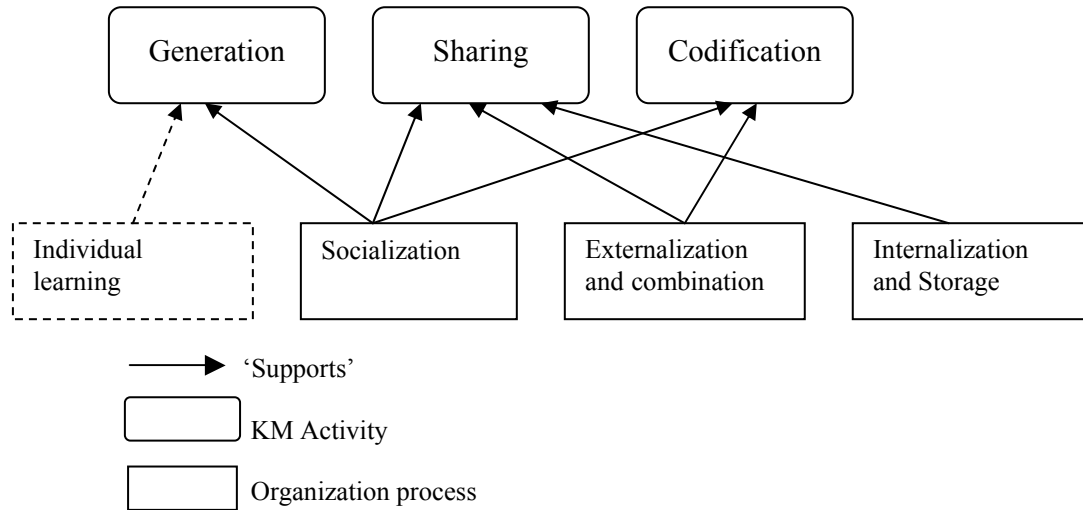 Generation
Sharing
Codification
Individual
learning
Socialization
Externalization
and combination
Internalization
and Storage
‘Supports’
KM Activity
Organization process